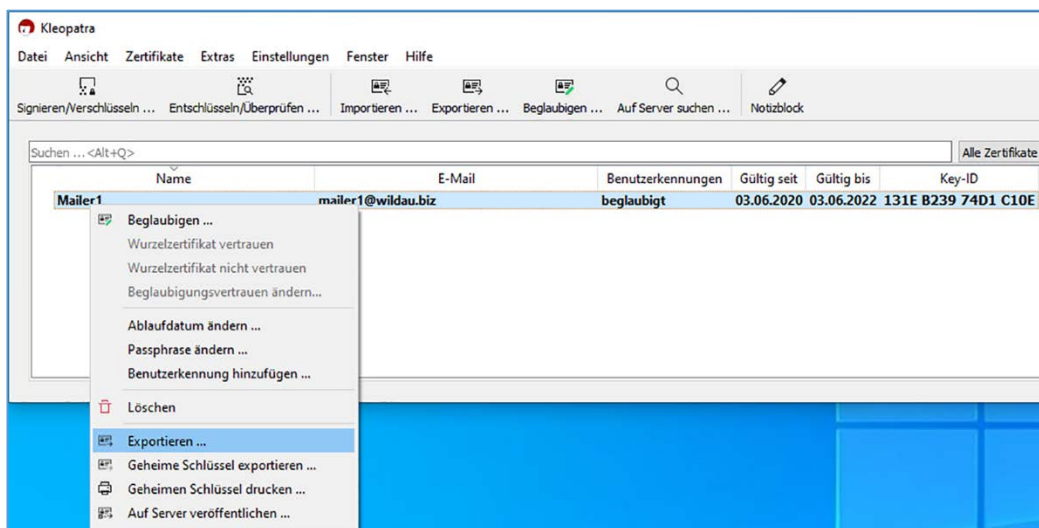 Kleopatra
Datei Ansicht Zertifikate Extras Einstellungen Fenster Hilfe
Signieren/Verschlüsseln ... Entschlüsseln/Überprüfen ... Importieren ... Exportieren ... Beglaubigen ... Auf Server suchen ... Notizblock
Suchen ... <Alt+Q> Alle Zertifikate
Name E-Mail Benutzerkennungen Gültig seit Gültig bis Key-ID
Mailer1 mailer1@wildau.biz beglaubigt 03.06.2020 03.06.2022 131E B239 74D1 C10E
Beglaubigen ...
Wurzelzertifikat vertrauen
Wurzelzertifikat nicht vertrauen
Beglaubigungsvertrauen ändern...
Ablaufdatum ändern ...
Passphrase ändern ...
Benutzerkennung hinzufügen ...
Löschen
Exportieren ...
Geheime Schlüssel exportieren ...
Geheimen Schlüssel drucken ...
Auf Server veröffentlichen ...